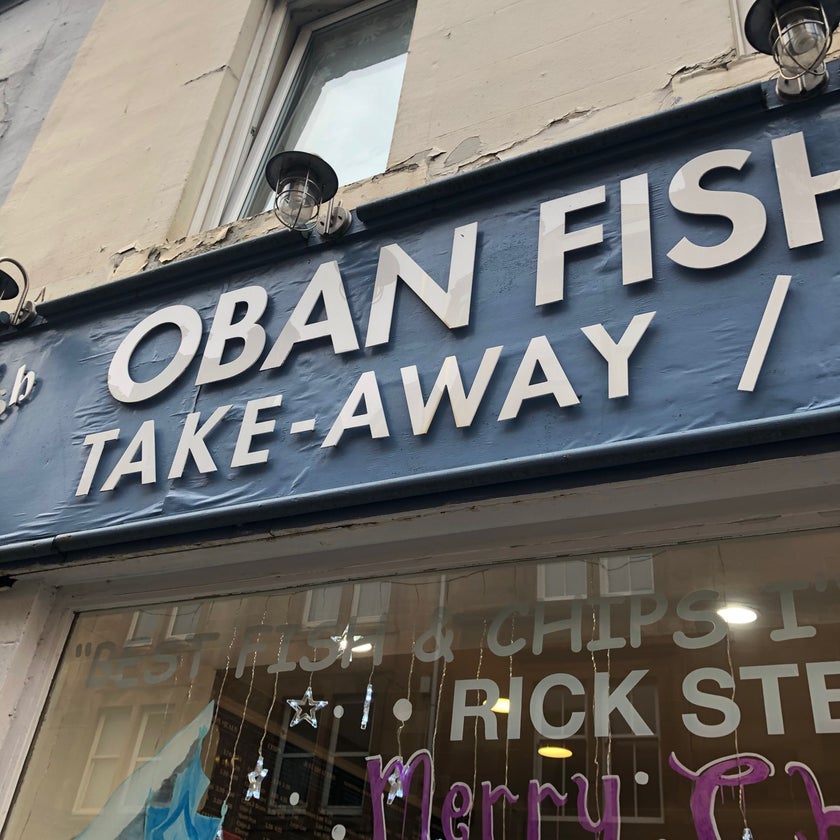 OBAN FISH
TAKE-AWAY /
"BEST FISH & CHIPS I'
RICK STE
Merry Ch